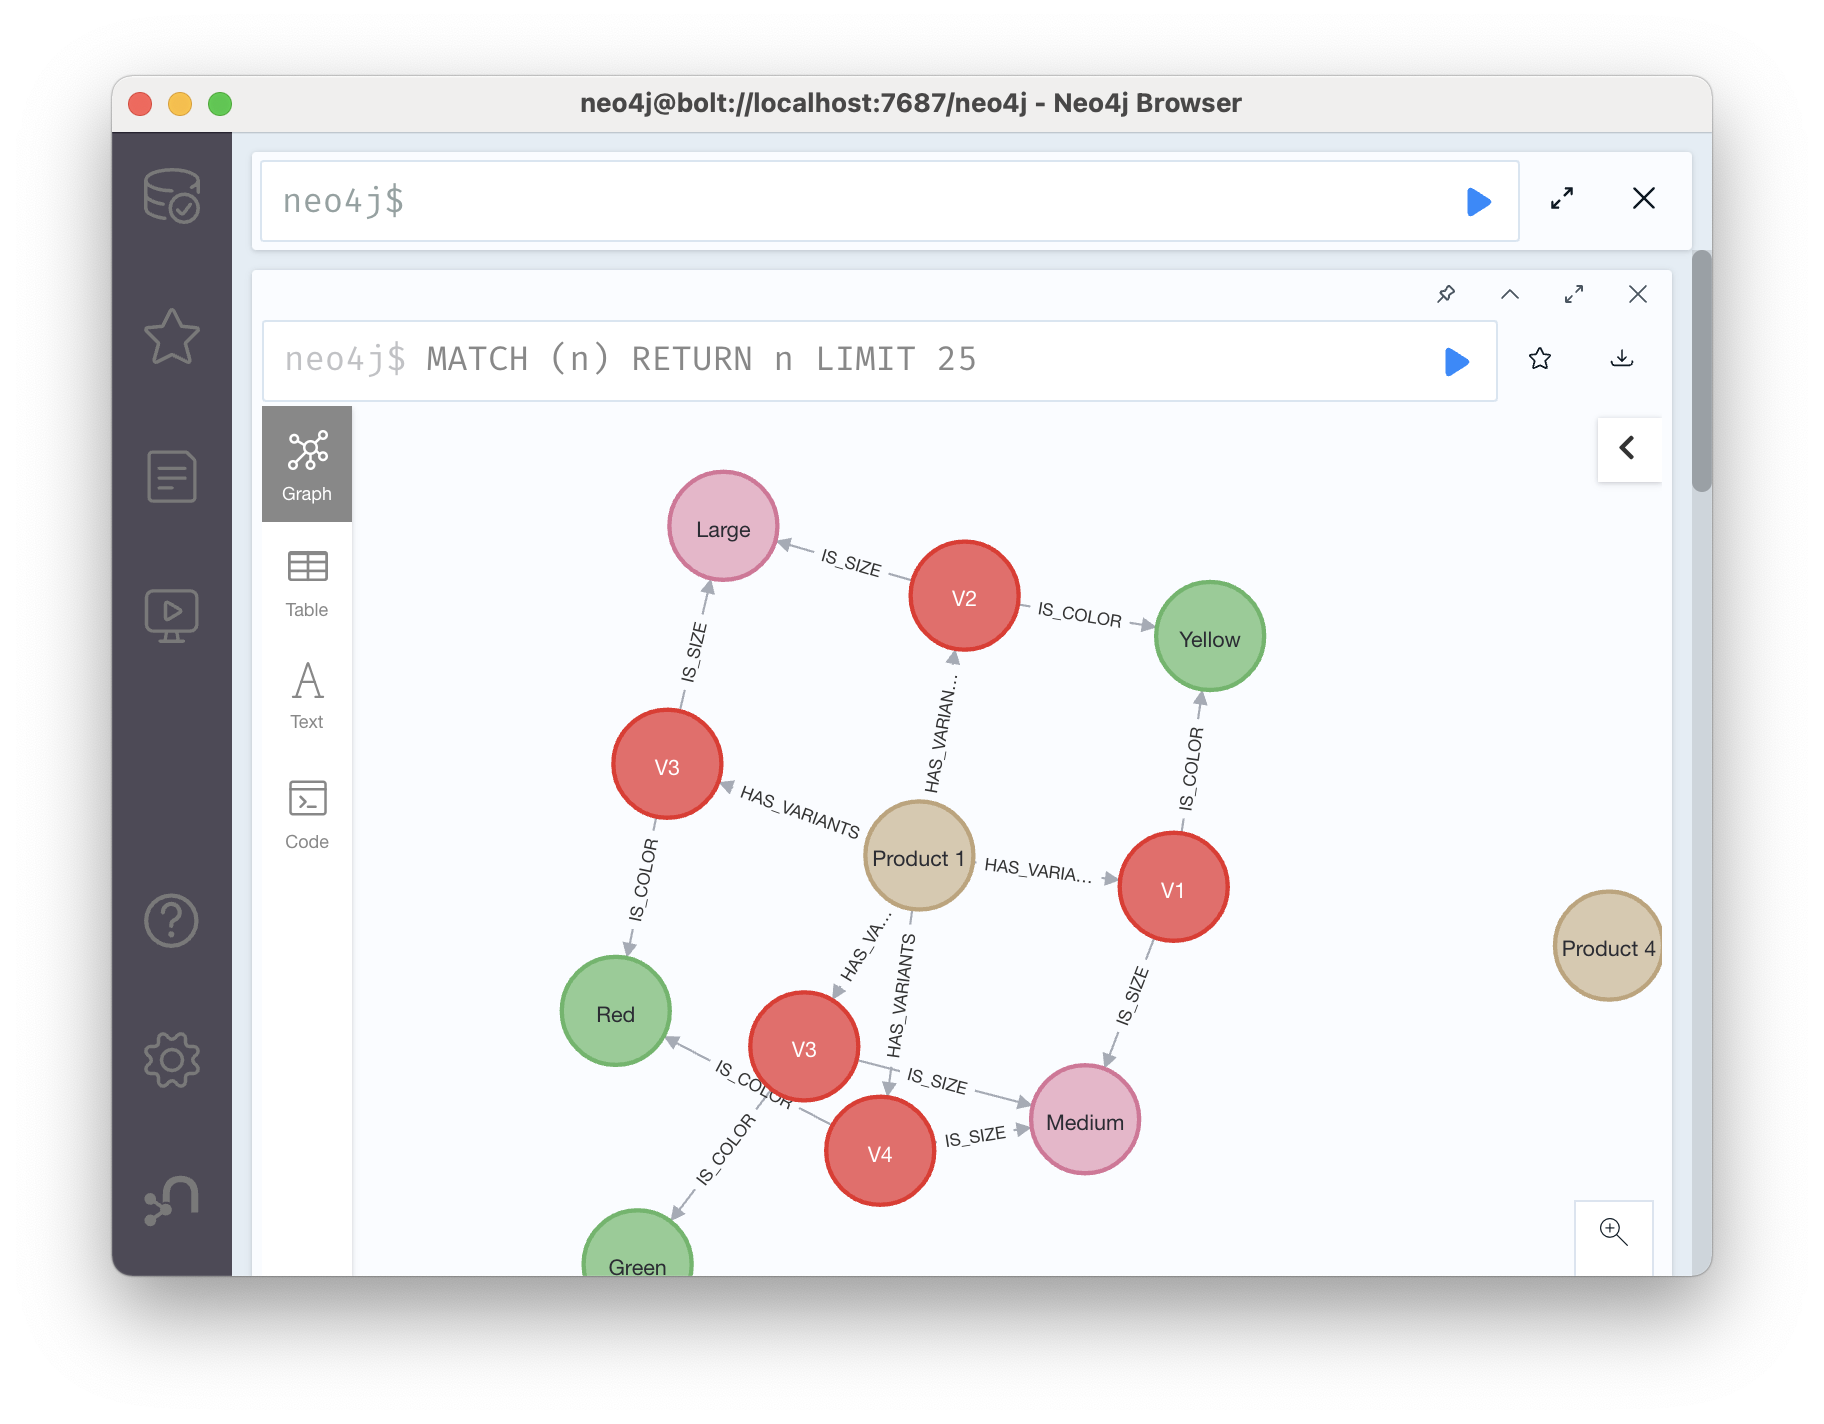 neo4j@bolt://localhost:7687/neo4j - Neo4j Browser
neo4j$
neo4j$ MATCH (n) RETURN n LIMIT 25
Graph
Table
Text
Code
Large
IS_SIZE
V2
IS_COLOR
Yellow
IS_SIZE
HAS_VARIAN...
IS_COLOR
V3
HAS_VARIANTS
Product 1
HAS_VARIA...
V1
IS_COLOR
HAS_VA...
HAS_VARIANTS
Product 4
IS_SIZE
Red
V3
IS_COLOR
IS_SIZE
Medium
IS_COLOR
V4
IS_SIZE
Green